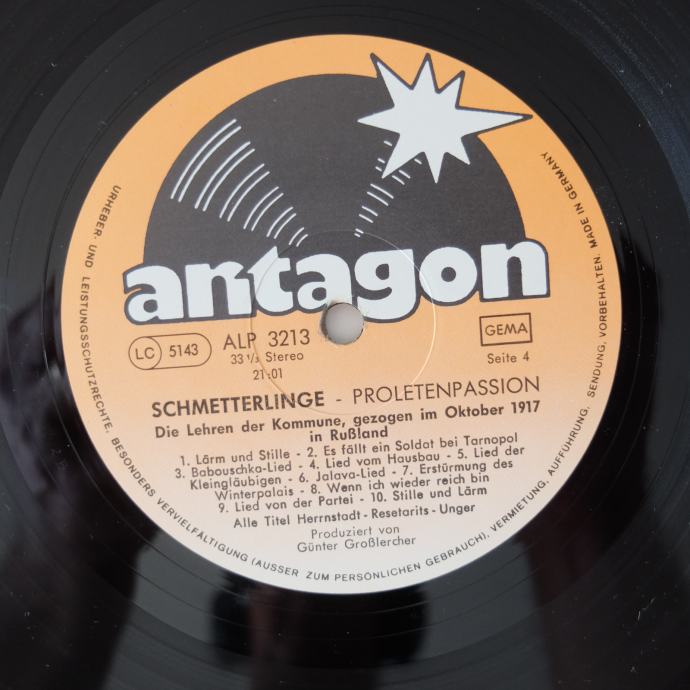 antagon
LC 5143
ALP 3213
33 1/3 Stereo
21:01
GEMA
Seite 4
SCHMETTERLINGE - PROLETENPASSION
Die Lehren der Kommune, gezogen im Oktober 1917
in Rußland
1. Lärm und Stille - 2. Es fällt ein Soldat bei Tarnopol
3. Babouschka-Lied - 4. Lied vom Hausbau - 5. Lied der
Kleingläubigen - 6. Jalava-Lied - 7. Erstürmung des
Winterpalais - 8. Wenn ich wieder reich bin
9. Lied von der Partei - 10. Stille und Lärm
Alle Titel Herrnstadt - Resetarits - Unger
Produziert von
Günter Großlercher
URHEBER- UND LEISTUNGSSCHUTZRECHTE, BESONDERS VERVIELFÄLTIGUNG (AUSSER ZUM PERSÖNLICHEN GEBRAUCH), VERMIETUNG, AUFFÜHRUNG, SENDUNG, VORBEHALTEN. MADE IN GERMANY